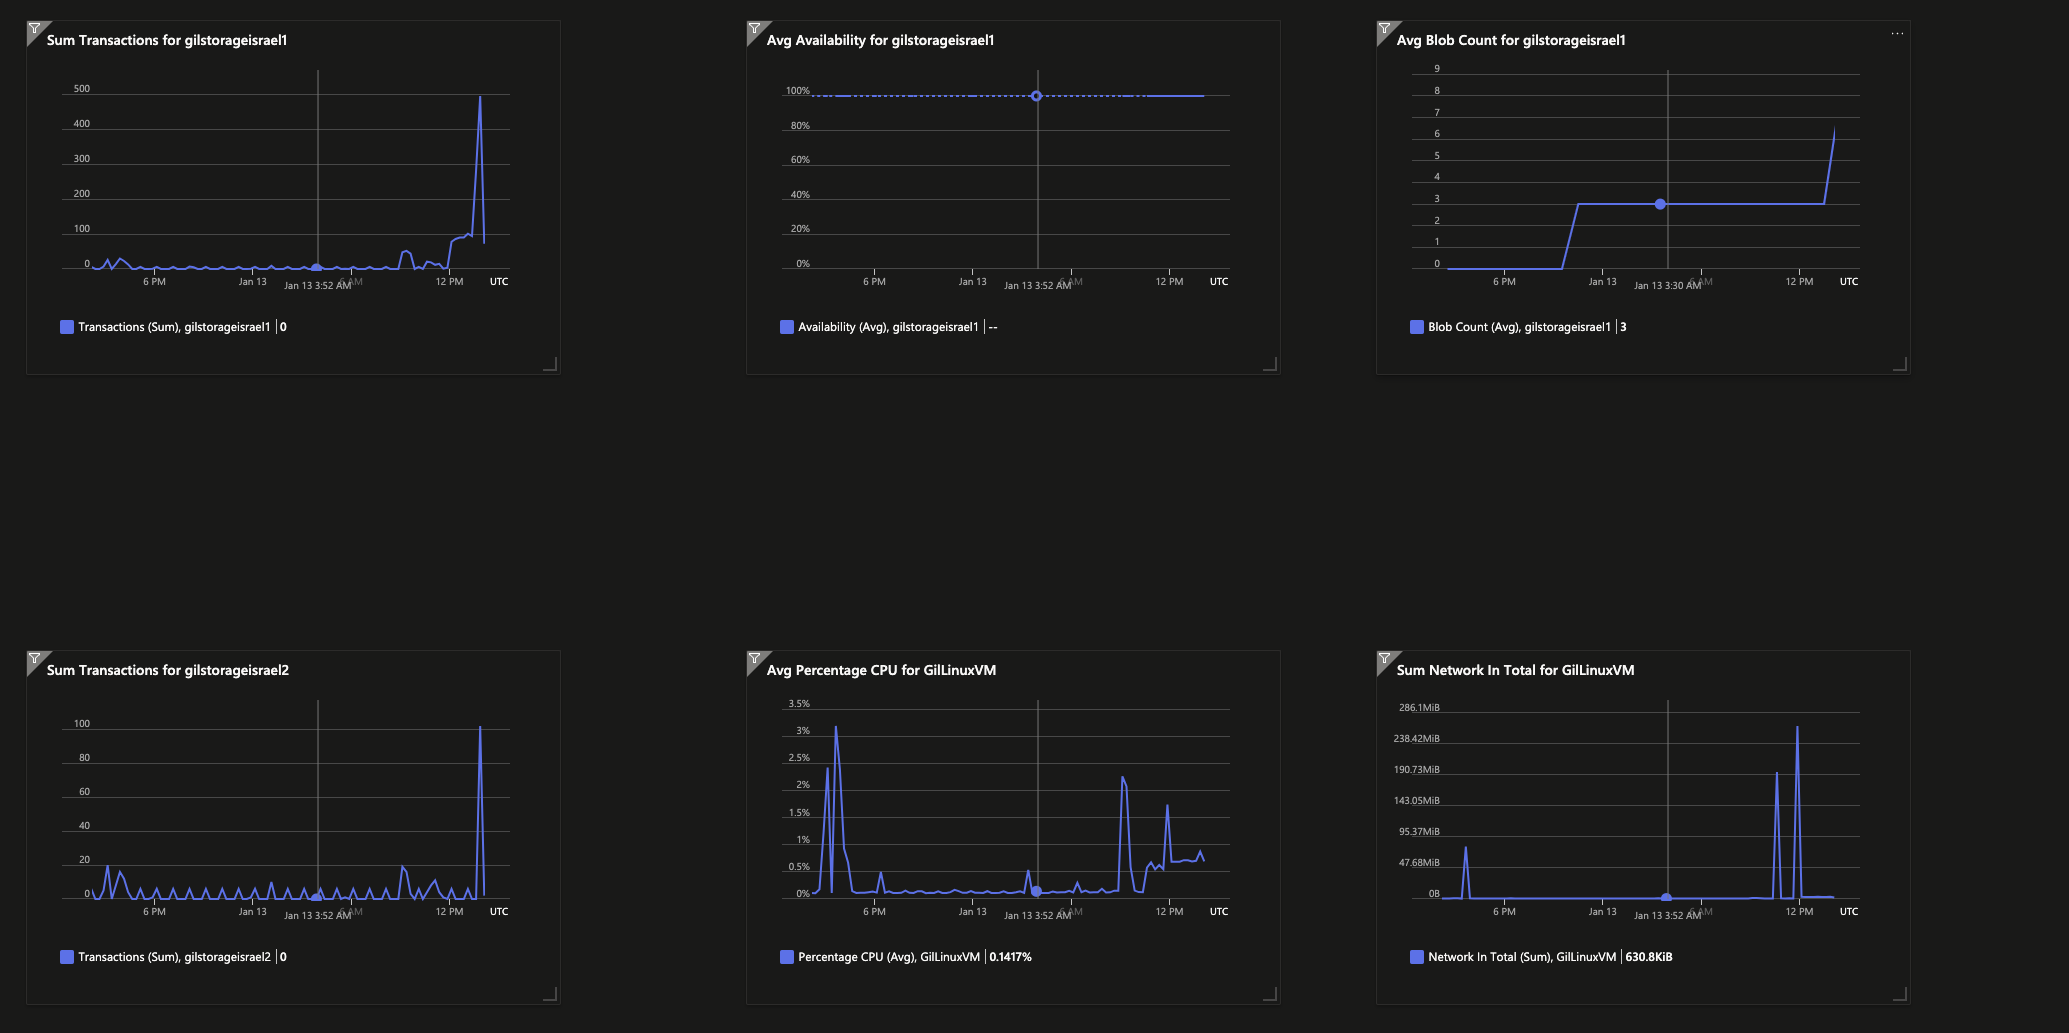 Sum Transactions for gilstorageisrael1
500
400
300
200
100
0
6 PM
Jan 13
Jan 13 3:52 AM
AM
12 PM
UTC
Transactions (Sum), gilstorageisrael1 | 0
Avg Availability for gilstorageisrael1
100%
80%
60%
40%
20%
0%
6 PM
Jan 13
Jan 13 3:52 AM
AM
12 PM
UTC
Availability (Avg), gilstorageisrael1 | --
Avg Blob Count for gilstorageisrael1
...
9
8
7
6
5
4
3
2
1
0
6 PM
Jan 13
Jan 13 3:30 AM
AM
12 PM
UTC
Blob Count (Avg), gilstorageisrael1 | 3
Sum Transactions for gilstorageisrael2
100
80
60
40
20
0
6 PM
Jan 13
Jan 13 3:52 AM
AM
12 PM
UTC
Transactions (Sum), gilstorageisrael2 | 0
Avg Percentage CPU for GilLinuxVM
3.5%
3%
2.5%
2%
1.5%
1%
0.5%
0%
6 PM
Jan 13
Jan 13 3:52 AM
AM
12 PM
UTC
Percentage CPU (Avg), GilLinuxVM | 0.1417%
Sum Network In Total for GilLinuxVM
286.1MiB
238.42MiB
190.73MiB
143.05MiB
95.37MiB
47.68MiB
0B
6 PM
Jan 13
Jan 13 3:52 AM
AM
12 PM
UTC
Network In Total (Sum), GilLinuxVM | 630.8KiB